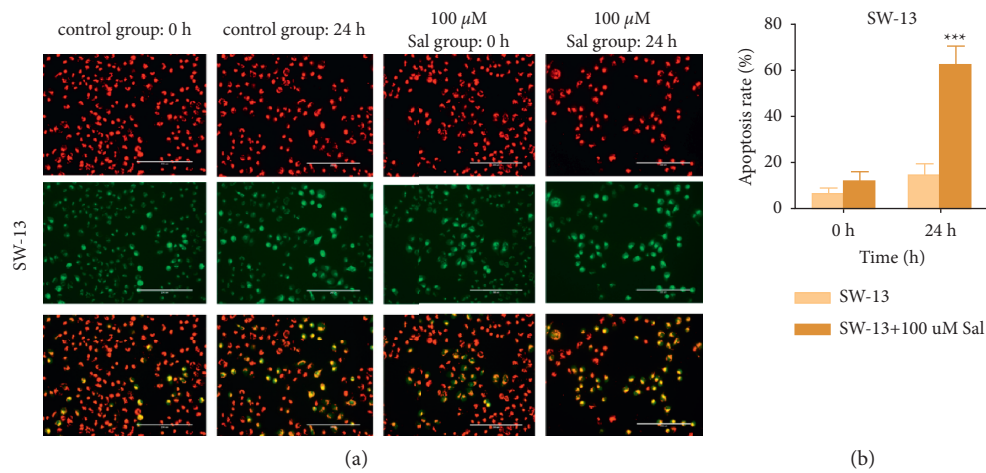 control group: 0 h
control group: 24 h
100 µM
Sal group: 0 h
100 µM
Sal group: 24 h
SW-13
(a)
SW-13
***
Apoptosis rate (%)
80
60
40
20
0
0 h
24 h
Time (h)
SW-13
SW-13+100 uM Sal
(b)